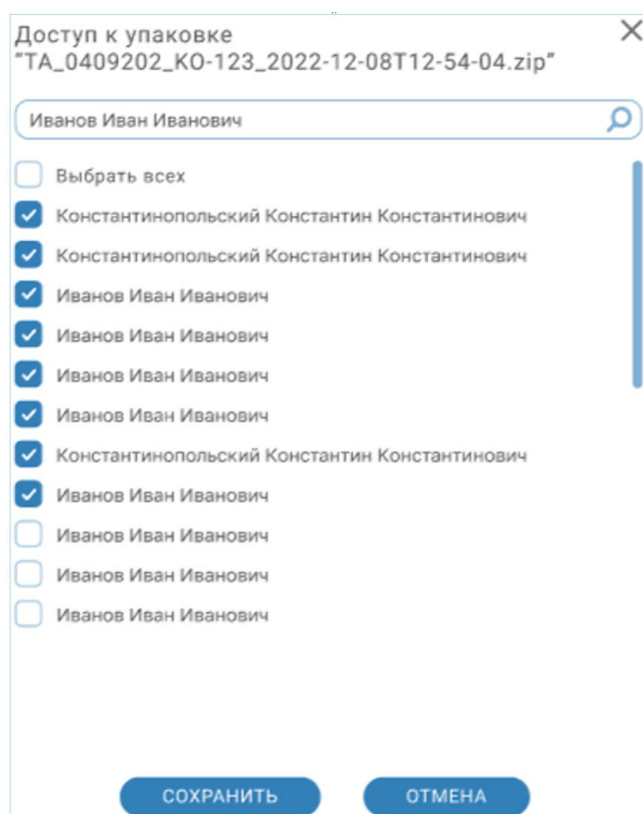 Доступ к упаковке
“TA_0409202_KO-123_2022-12-08T12-54-04.zip”
Иванов Иван Иванович
Выбрать всех
Константинопольский Константин Константинович
Константинопольский Константин Константинович
Иванов Иван Иванович
Иванов Иван Иванович
Иванов Иван Иванович
Иванов Иван Иванович
Константинопольский Константин Константинович
Иванов Иван Иванович
Иванов Иван Иванович
Иванов Иван Иванович
Иванов Иван Иванович
СОХРАНИТЬ ОТМЕНА